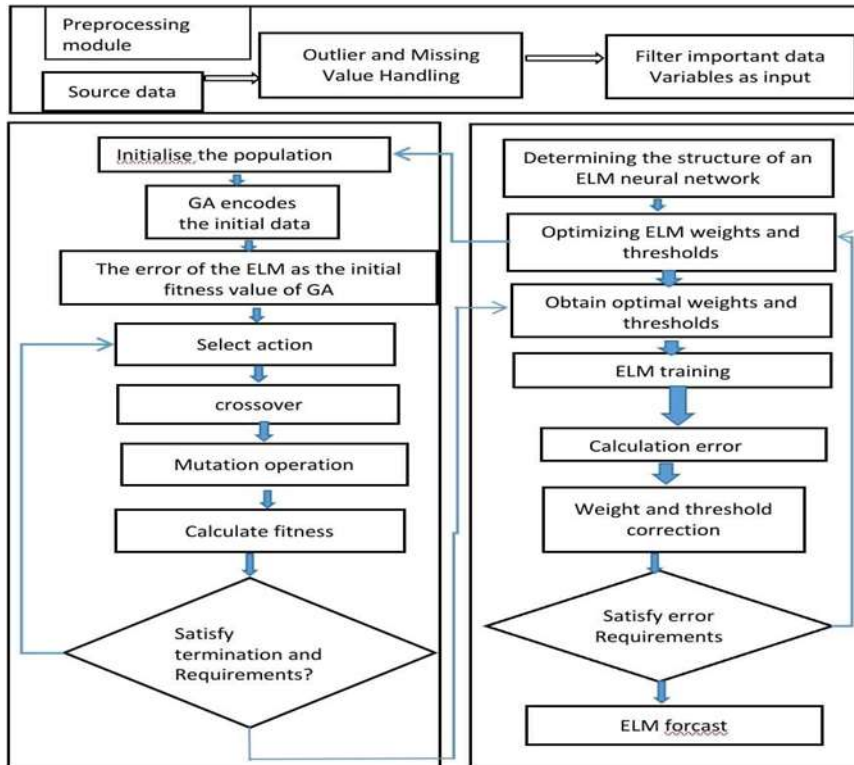 Preprocessing
module
Source data
Outlier and Missing
Value Handling
Filter important data
Variables as input
Initialise the population
GA encodes
the initial data
The error of the ELM as the initial
fitness value of GA
Select action
crossover
Mutation operation
Calculate fitness
Satisfy
termination and
Requirements?
Determining the structure of an
ELM neural network
Optimizing ELM weights and
thresholds
Obtain optimal weights and
thresholds
ELM training
Calculation error
Weight and threshold
correction
Satisfy error
Requirements
ELM forcast